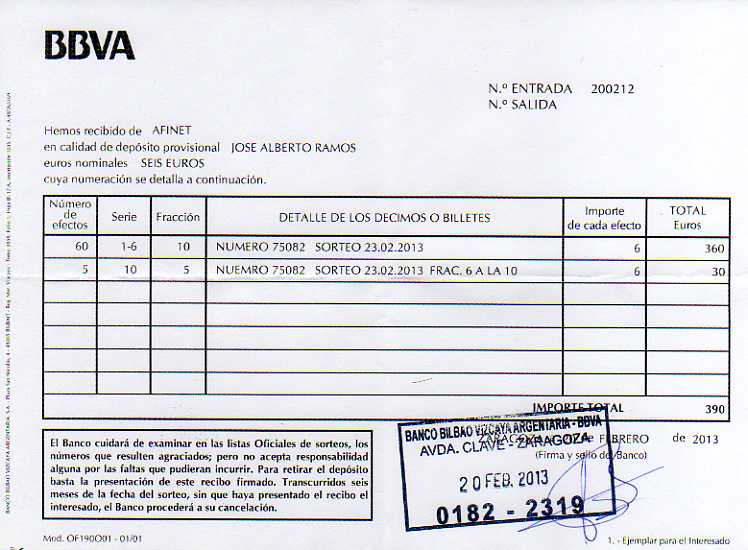 BBVA
N.º ENTRADA 200212
N.º SALIDA
Hemos recibido de AFINET
en calidad de depósito provisional JOSE ALBERTO RAMOS
euros nominales SEIS EUROS
cuya numeración se detalla a continuación.
Número de efectos Serie Fracción DETALLE DE LOS DECIMOS O BILLETES Importe de cada efecto TOTAL Euros
60 1-6 10 NUMERO 75082 SORTEO 23.02.2013 6 360
5 10 5 NUEMRO 75082 SORTEO 23.02.2013 FRAC. 6 A LA 10 6 30
IMPORTE TOTAL 390
ZARAGOZA FEBRERO de 2013
(Firma y sello del Banco)
BANCO BILBAO VIZCAYA ARGENTARIA - BBVA
AVDA. CLAVE - ZARAGOZA
20 FEB. 2013
0182 - 2319
El Banco cuidará de examinar en las listas Oficiales de sorteos, los
números que resulten agraciados; pero no acepta responsabilidad
alguna por las faltas que pudieran incurrir. Para retirar el depósito
basta la presentación de este recibo firmado. Transcurridos seis
meses de la fecha del sorteo, sin que haya presentado el recibo el
interesado, el Banco procederá a su cancelación.
Mod. OF190O01 - 01/01
1. - Ejemplar para el Interesado